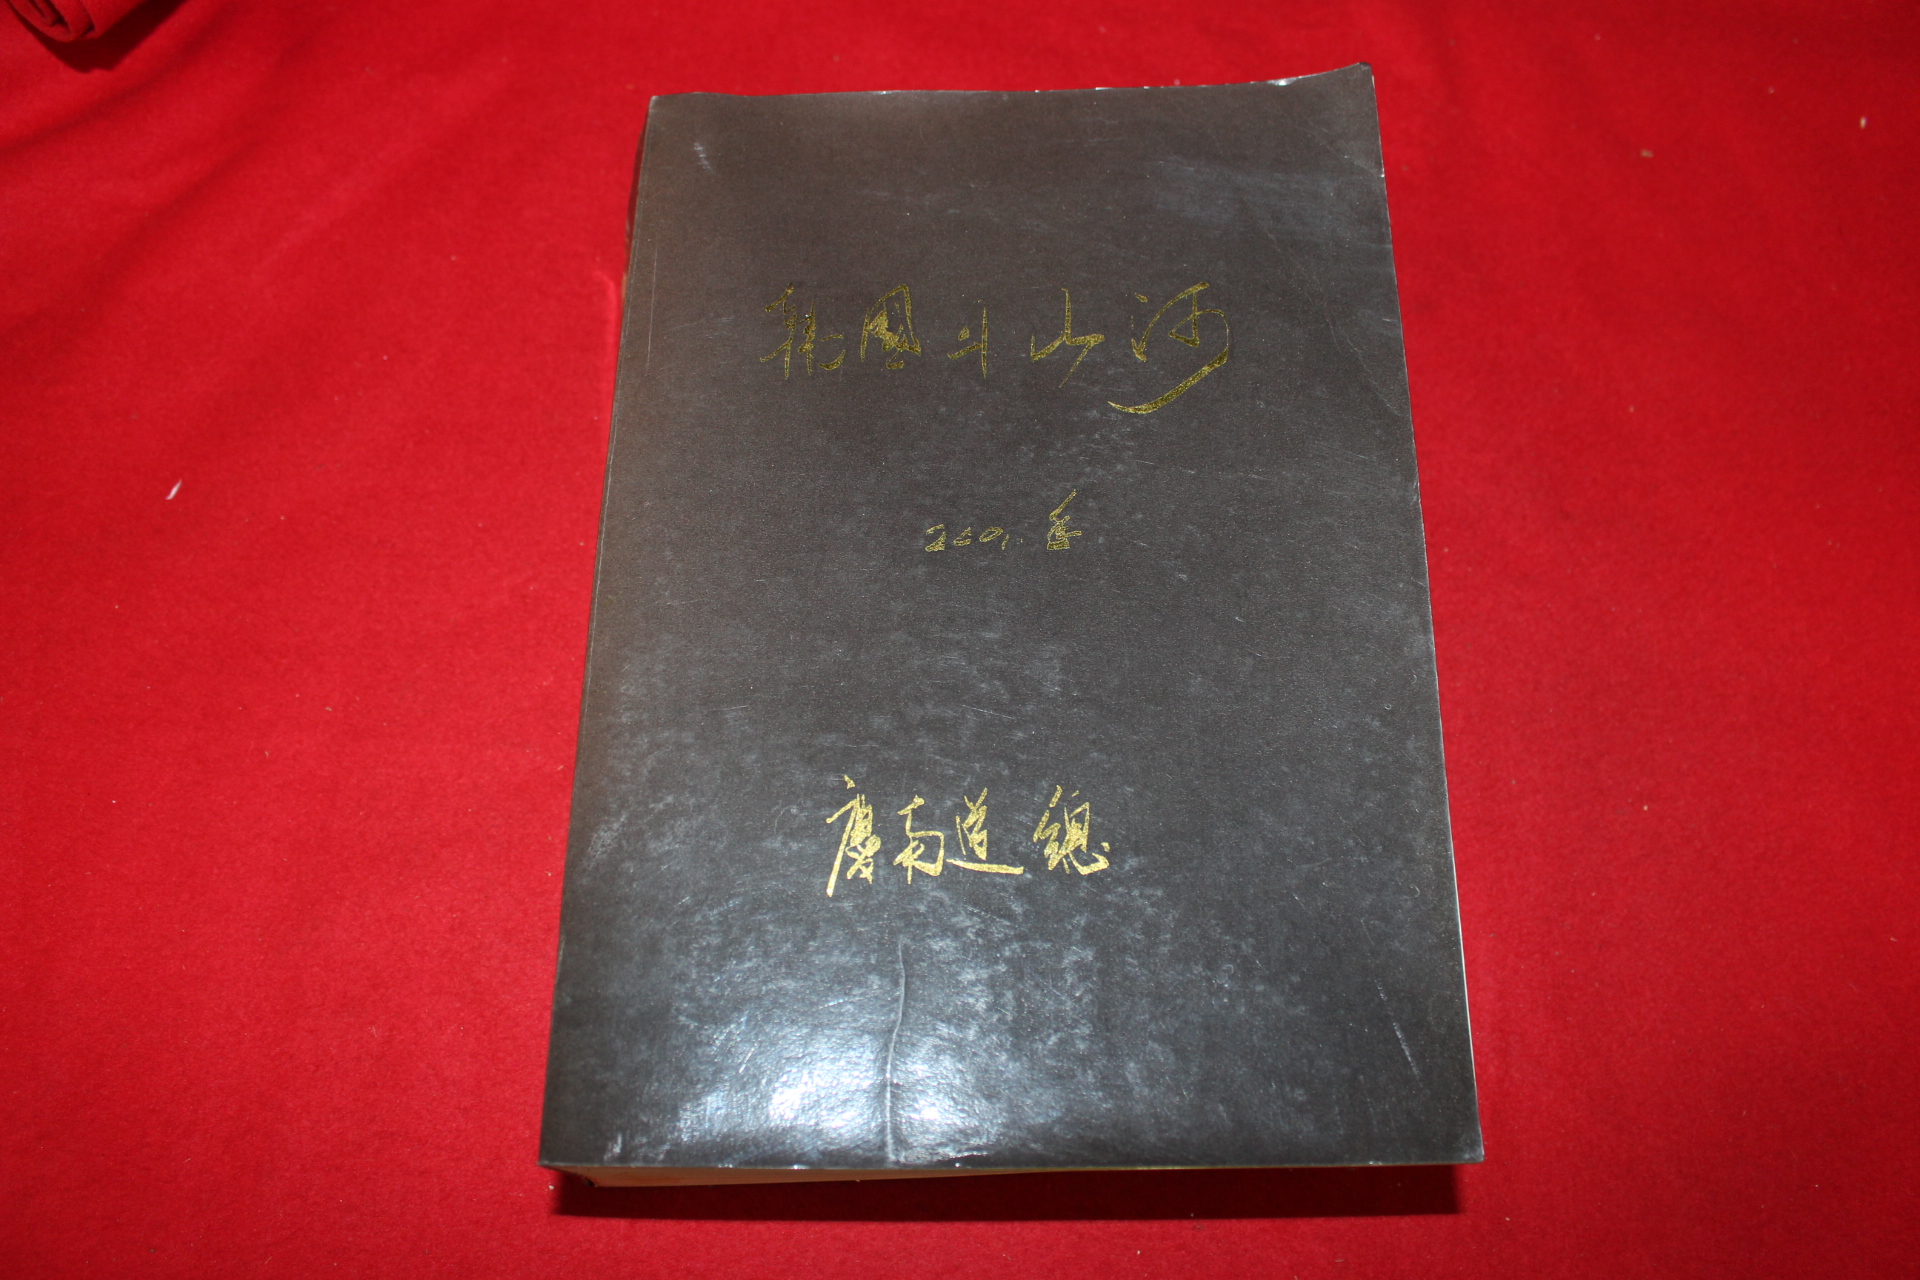 韓國의山河
2001. 春
慶南道 總